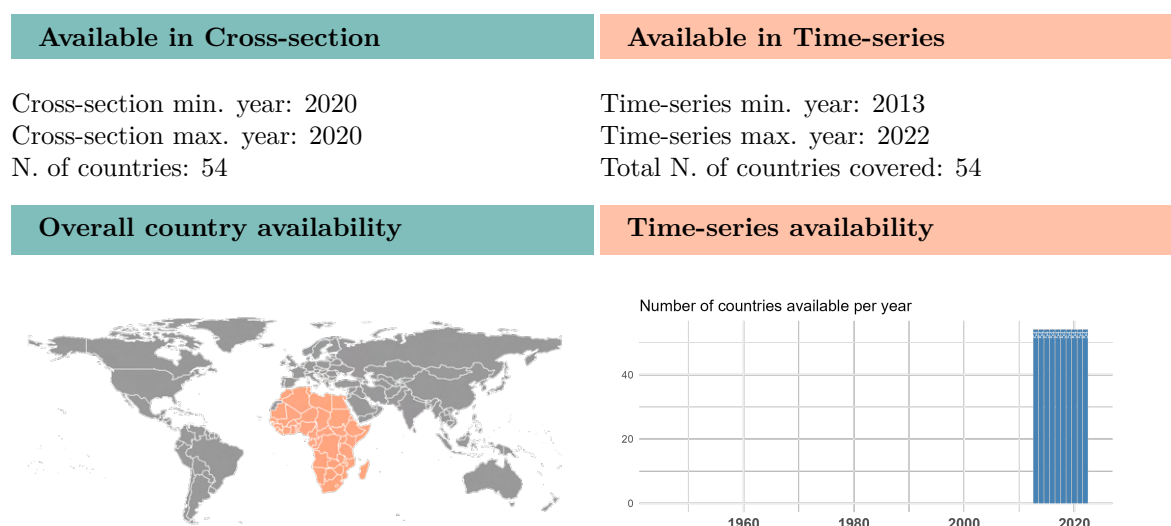 Available in Cross-section
Available in Time-series
Cross-section min. year: 2020
Cross-section max. year: 2020
N. of countries: 54
Time-series min. year: 2013
Time-series max. year: 2022
Total N. of countries covered: 54
Overall country availability
Time-series availability
Number of countries available per year
40
20
0
1960 1980 2000 2020